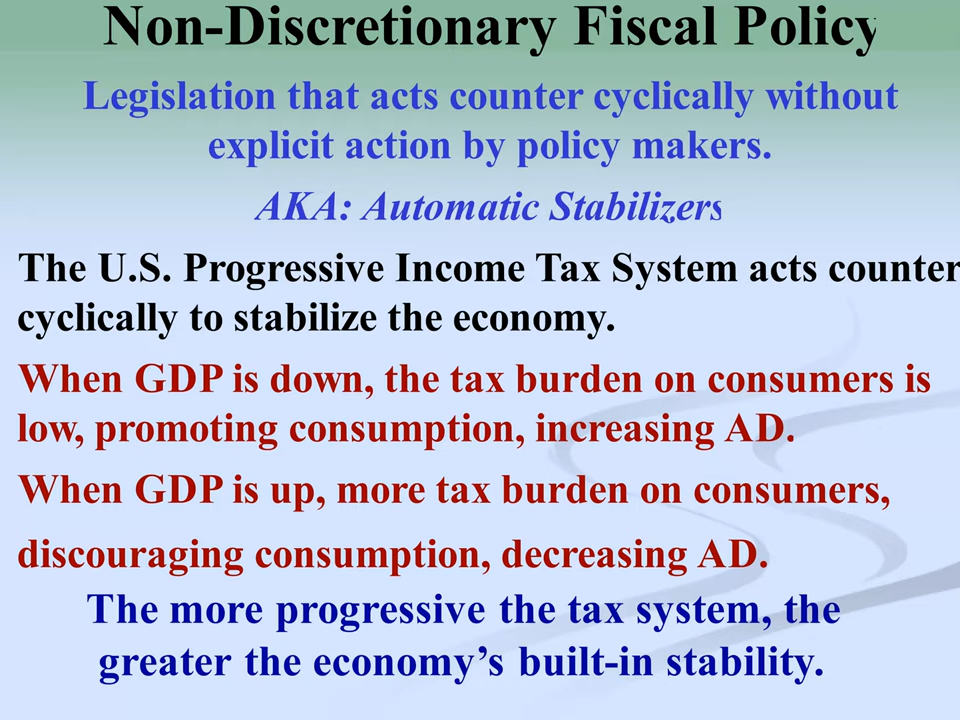 Non-Discretionary Fiscal Policy
Legislation that acts counter cyclically without
explicit action by policy makers.
AKA: Automatic Stabilizers
The U.S. Progressive Income Tax System acts counter
cyclically to stabilize the economy.
When GDP is down, the tax burden on consumers is
low, promoting consumption, increasing AD.
When GDP is up, more tax burden on consumers,
discouraging consumption, decreasing AD.
The more progressive the tax system, the
greater the economy’s built-in stability.